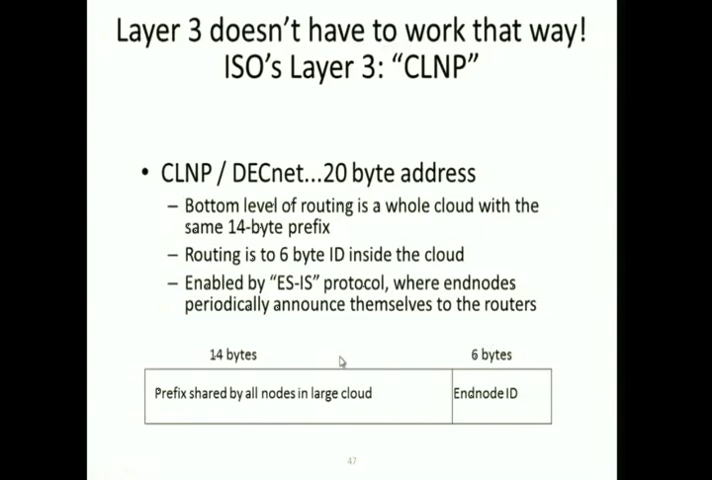 Layer 3 doesn't have to work that way!
ISO's Layer 3: “CLNP”
• CLNP / DECnet...20 byte address
– Bottom level of routing is a whole cloud with the
same 14-byte prefix
– Routing is to 6 byte ID inside the cloud
– Enabled by “ES-IS” protocol, where endnodes
periodically announce themselves to the routers
14 bytes 6 bytes
Prefix shared by all nodes in large cloud Endnode ID
47